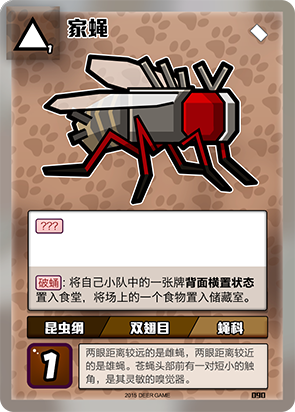 1
家蝇
???
破蛹: 将自己小队中的一张牌背面横置状态
置入食堂，将场上的一个食物置入储藏室。
昆虫纲 双翅目 蝇科
1
两眼距离较远的是雌蝇，两眼距离较近
的是雄蝇。苍蝇头部前有一对短小的触
角，是其灵敏的嗅觉器。
2015 DEER GAME
090